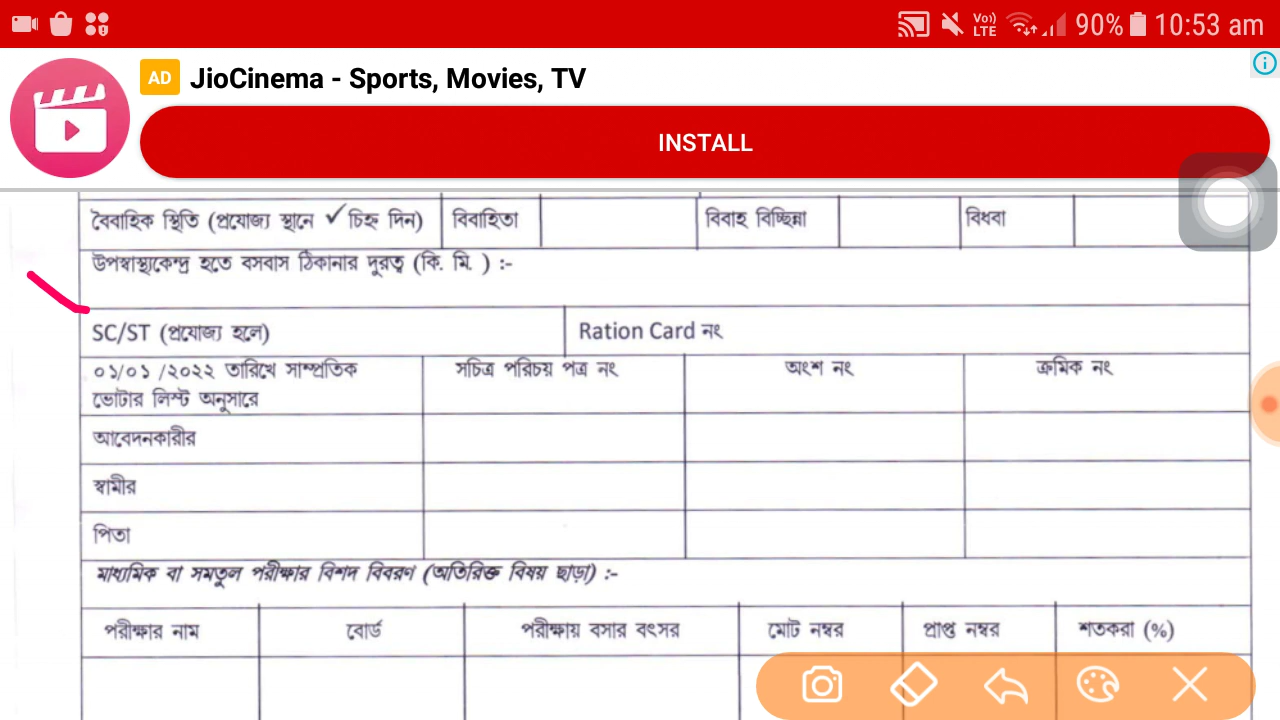 Vo)) LTE 90% 10:53 am
AD JioCinema - Sports, Movies, TV
INSTALL
বৈবাহিক স্থিতি (প্রযোজ্য স্থানে ✓ চিহ্ন দিন) বিবাহিতা বিবাহ বিচ্ছিন্না বিধবা
উপস্বাস্থ্যকেন্দ্র হতে বসবাস ঠিকানার দূরত্ব (কি. মি. ) :-
SC/ST (প্রযোজ্য হলে) Ration Card নং
০১/০১ /২০২২ তারিখে সাম্প্রতিক সচিত্র পরিচয় পত্র নং অংশ নং ক্রমিক নং
ভোটার লিস্ট অনুসারে
আবেদনকারীর
স্বামীর
পিতা
মাধ্যমিক বা সমতুল পরীক্ষার বিশদ বিবরণ (অতিরিক্ত বিষয় ছাড়া) :-
পরীক্ষার নাম বোর্ড পরীক্ষায় বসার বৎসর মোট নম্বর প্রাপ্ত নম্বর শতকরা (%)